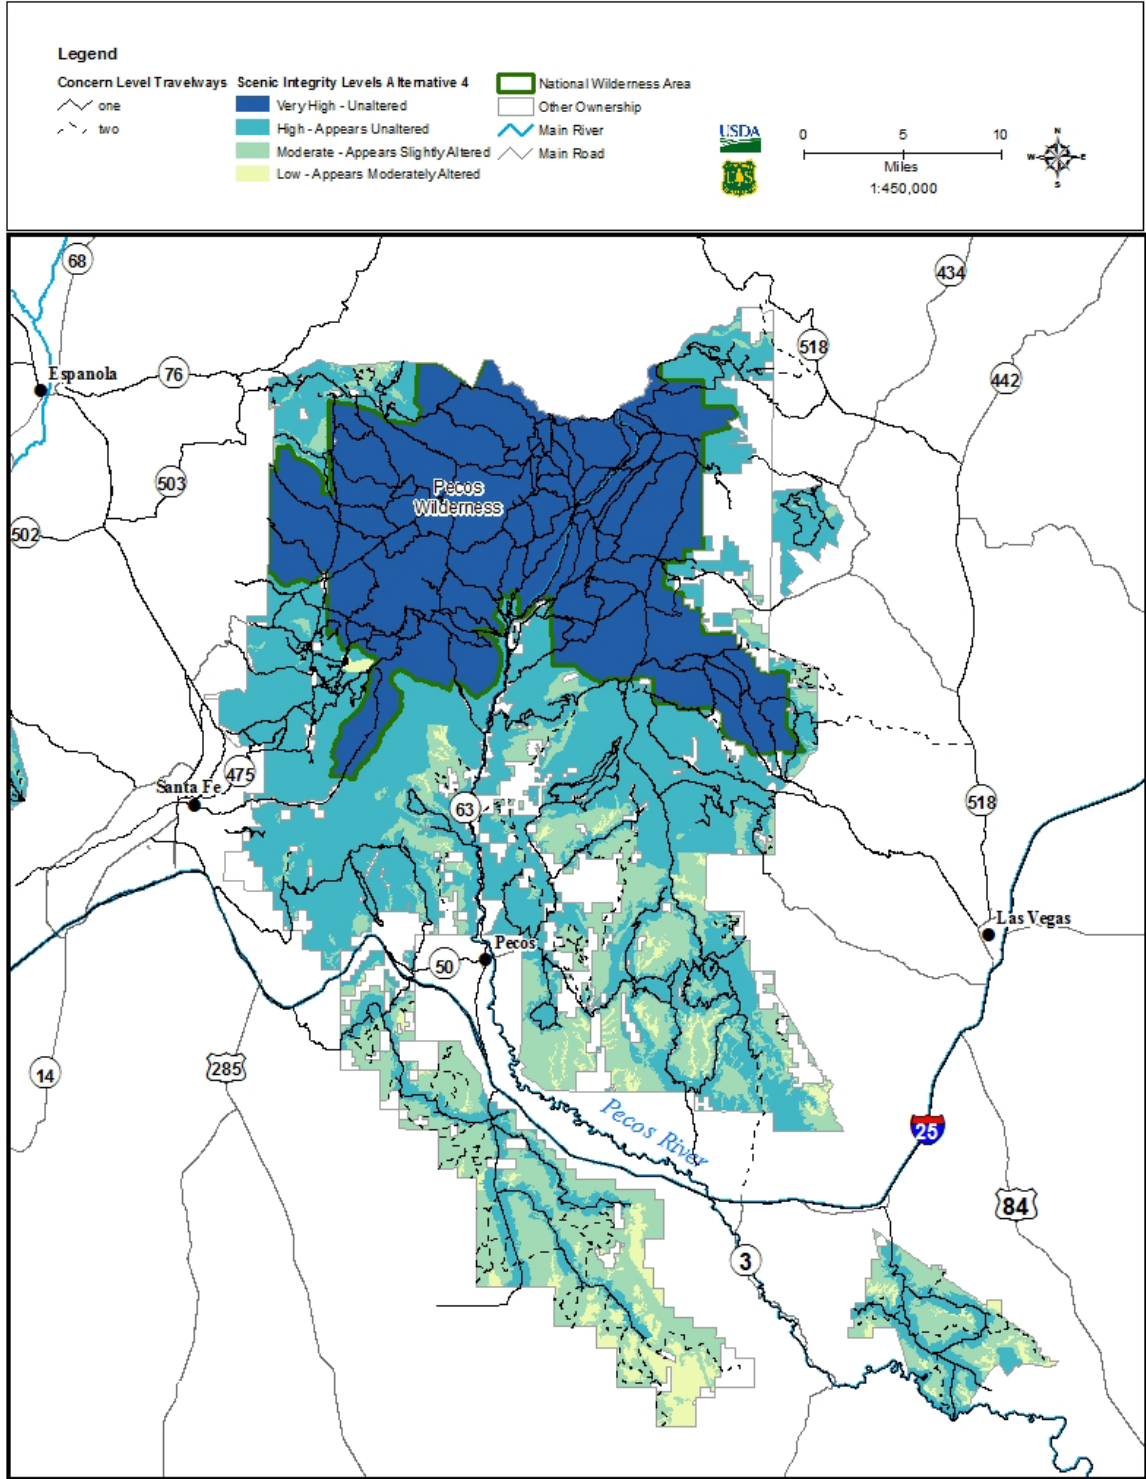 Legend
Concern Level Travelways
one
two
Scenic Integrity Levels Alternative 4
Very High - Unaltered
High - Appears Unaltered
Moderate - Appears Slightly Altered
Low - Appears Moderately Altered
National Wilderness Area
Other Ownership
Main River
Main Road
USDA
0 5 10
Miles
1:450,000
N
W E
S
68
434
518
Espanola
76
442
503
Pecos
Wilderness
502
475
Santa Fe
63
518
Las Vegas
Pecos
50
14
285
Pecos River
25
84
3